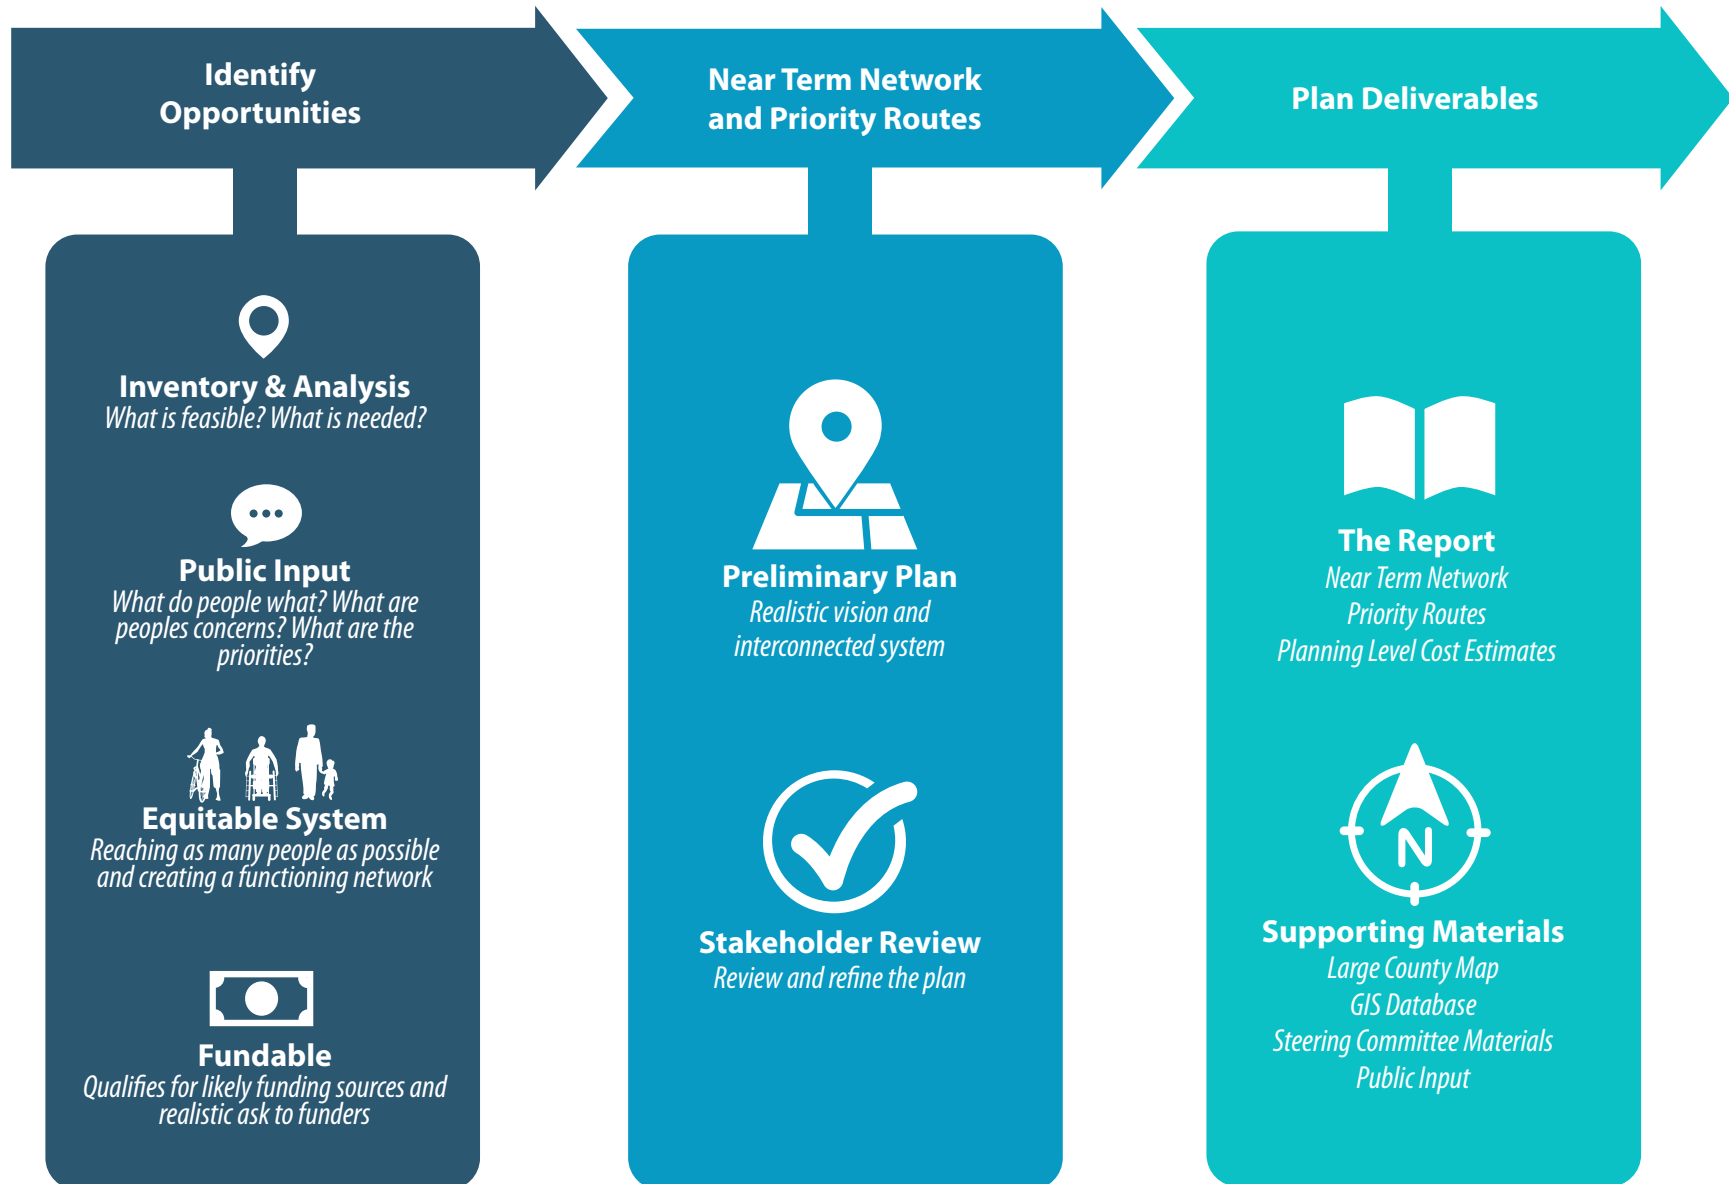 Identify
Opportunities
Near Term Network
and Priority Routes
Plan Deliverables
Inventory & Analysis
What is feasible? What is needed?
Public Input
What do people what? What are
peoples concerns? What are the
priorities?
Equitable System
Reaching as many people as possible
and creating a functioning network
Fundable
Qualifies for likely funding sources and
realistic ask to funders
Preliminary Plan
Realistic vision and
interconnected system
Stakeholder Review
Review and refine the plan
The Report
Near Term Network
Priority Routes
Planning Level Cost Estimates
N
Supporting Materials
Large County Map
GIS Database
Steering Committee Materials
Public Input